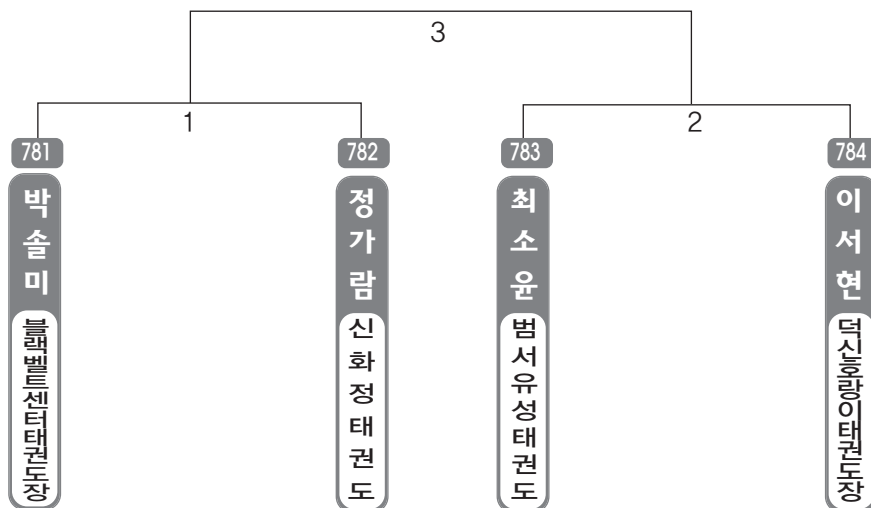 3
1
2
781
782
783
784
박솔미
정가람
최소윤
이서현
블랙벨트센터태권도장
신화정태권도
범서유성태권도
덕신호랑이태권도장